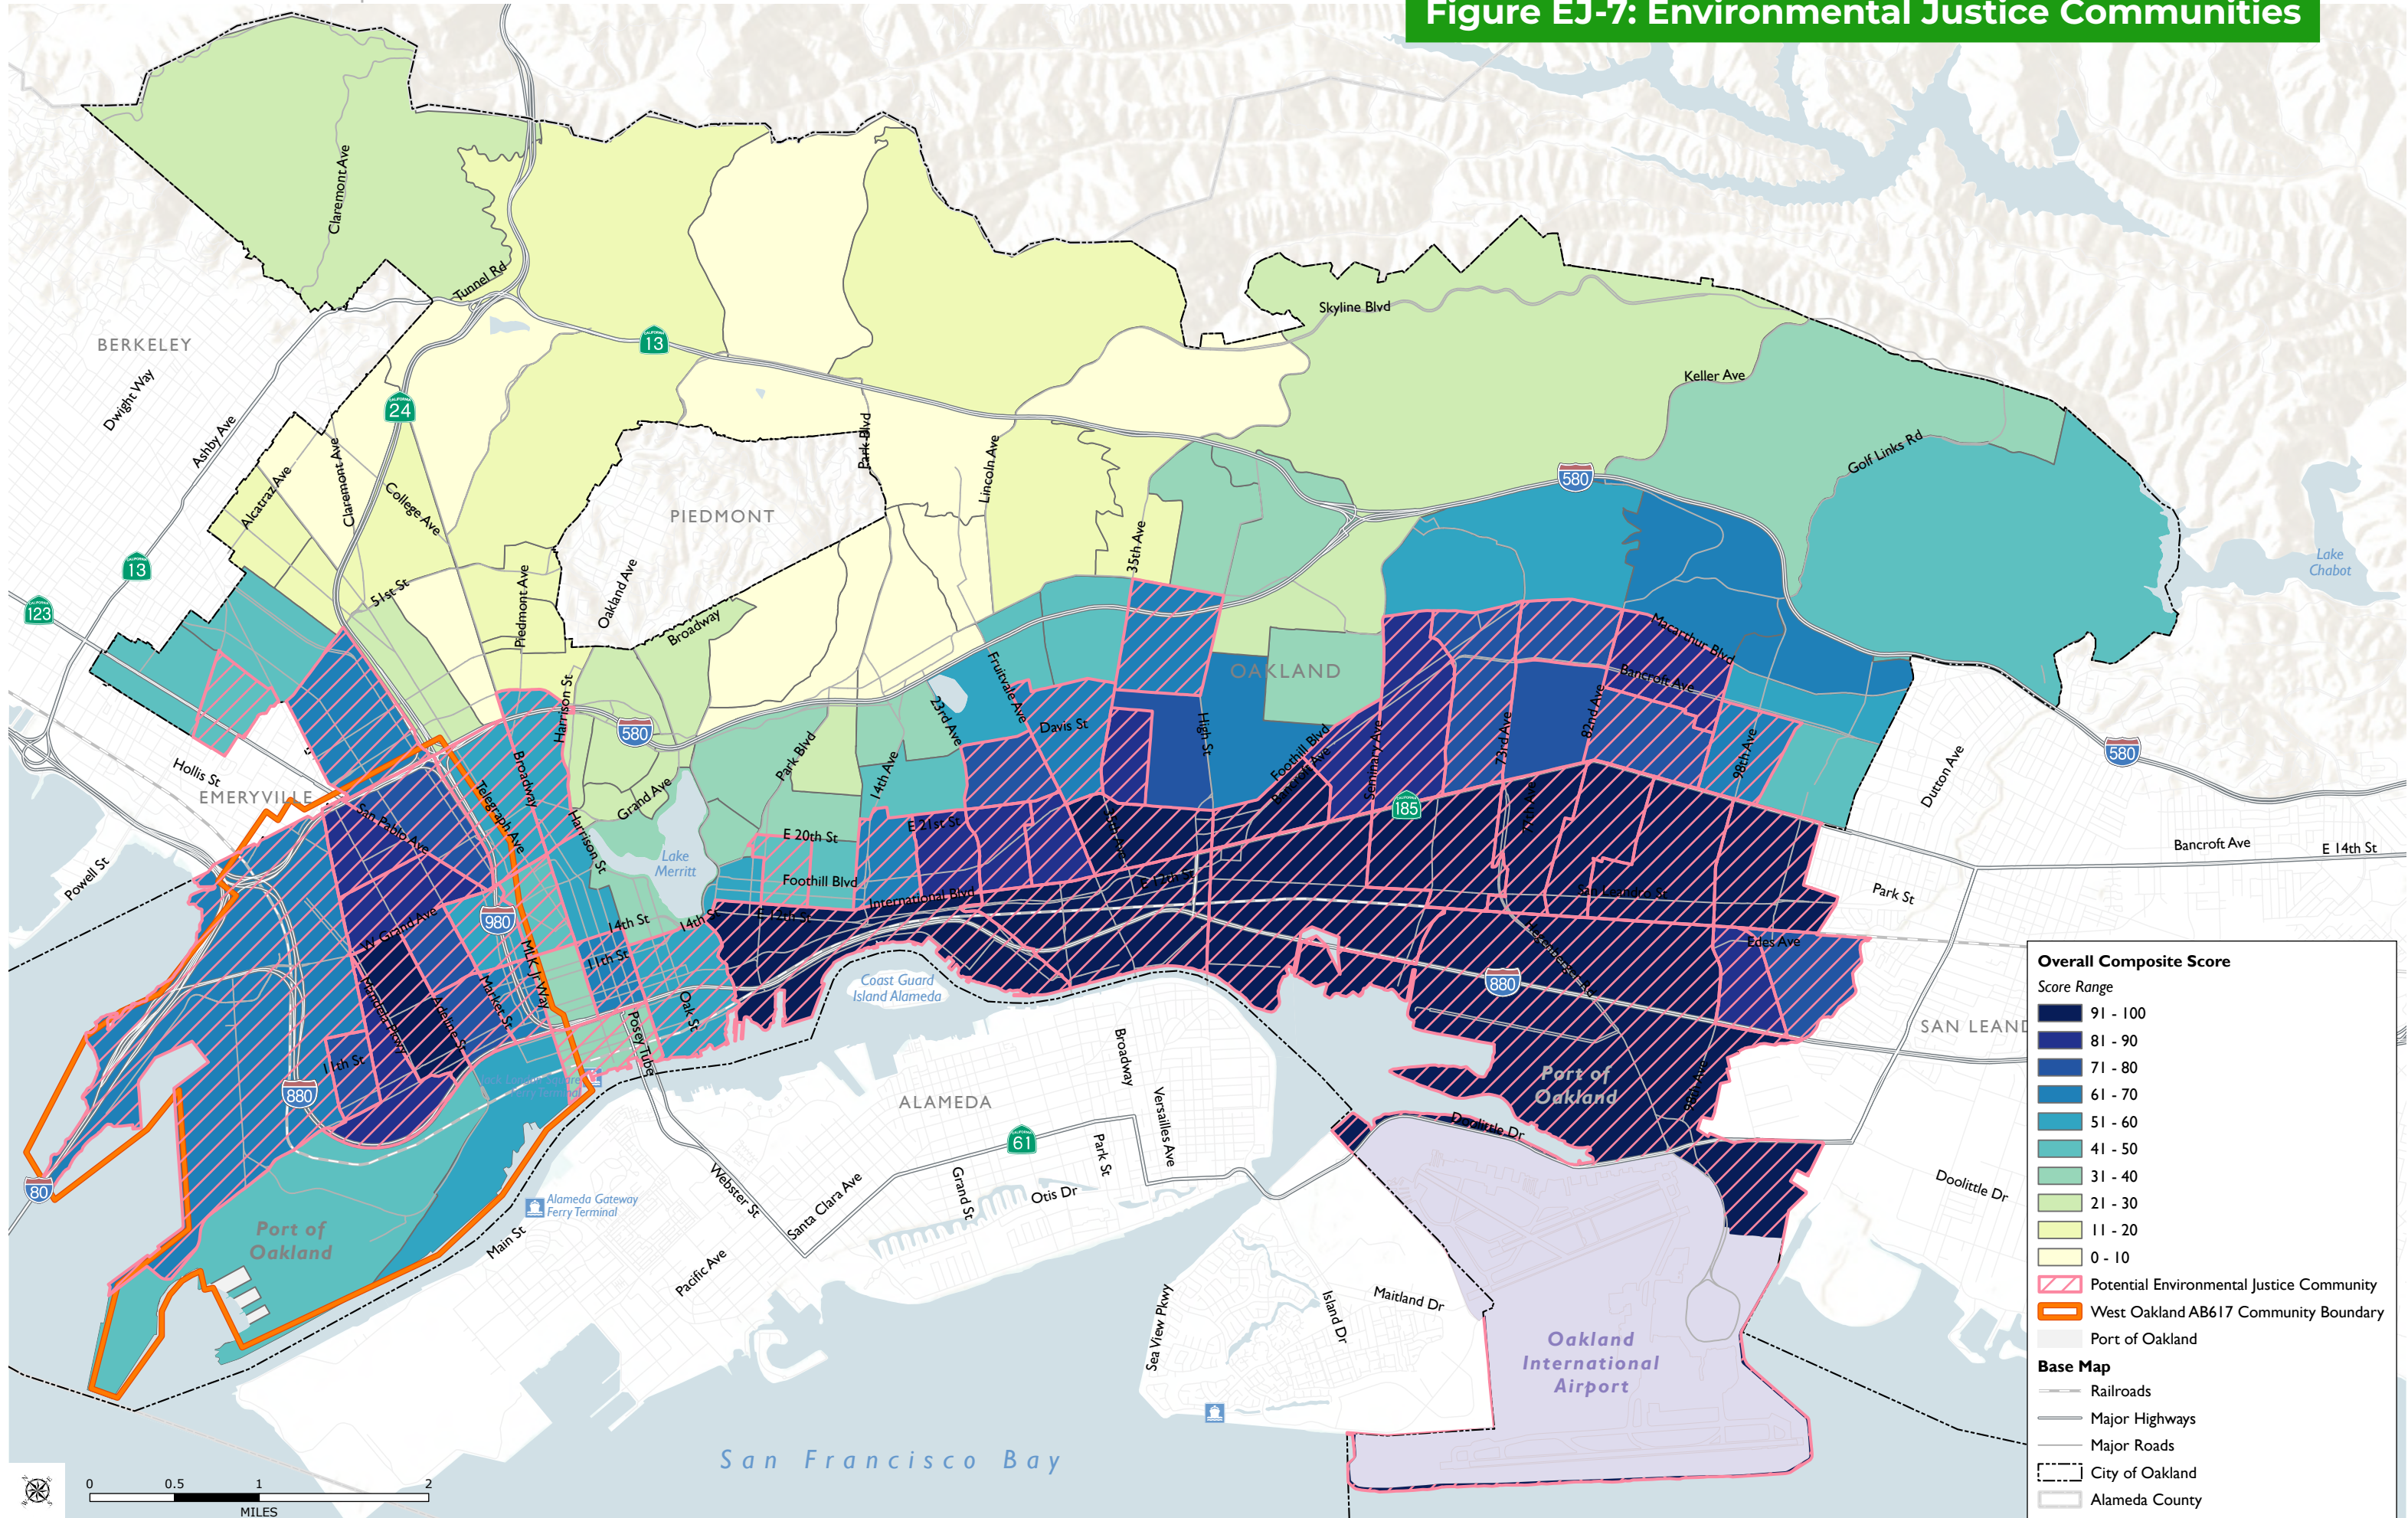 Figure EJ-7: Environmental Justice Communities
Claremont Ave
Tunnel Rd
BERKELEY
Dwight Way
Ashby Ave
13
24
13
123
Alcatraz Ave
Claremont Ave
College Ave
51st St
Piedmont Ave
PIEDMONT
Oakland Ave
Broadway
Park Blvd
Lincoln Ave
35th Ave
Skyline Blvd
Keller Ave
Golf Links Rd
580
Lake
Chabot
OAKLAND
Macarthur Blvd
Bancroft Ave
Hollis St
EMERYVILLE
Powell St
San Pablo Ave
Telegraph Ave
Broadway
Harrison St
580
Harrison St
Grand Ave
Lake
Merritt
Park Blvd
14th Ave
23rd Ave
Fruitvale Ave
Davis St
High St
Foothill Blvd
Bancroft Ave
Seminary Ave
73rd Ave
82nd Ave
98th Ave
185
580
Dutton Ave
Bancroft Ave
E 14th St
Park St
E 20th St
E 21st St
Foothill Blvd
International Blvd
E 12th St
E 12th St
San Leandro St
Edes Ave
W Grand Ave
980
14th St
14th St
11th St
MLK Jr Way
Market St
Adeline St
Mandela Pkwy
11th St
880
Oak St
Posey Tube
Coast Guard
Island Alameda
880
Port of
Oakland
Doolittle Dr
SAN LEAND
Doolittle Dr
80
Port of
Oakland
Alameda Gateway
Ferry Terminal
Main St
ALAMEDA
61
Broadway
Versailles Ave
Park St
Otis Dr
Grand St
Santa Clara Ave
Webster St
Pacific Ave
Sea View Pkwy
Island Dr
Maitland Dr
Oakland
International
Airport
San Francisco Bay
0 0.5 1 2
MILES
Overall Composite Score
Score Range
91 - 100
81 - 90
71 - 80
61 - 70
51 - 60
41 - 50
31 - 40
21 - 30
11 - 20
0 - 10
Potential Environmental Justice Community
West Oakland AB617 Community Boundary
Port of Oakland
Base Map
Railroads
Major Highways
Major Roads
City of Oakland
Alameda County